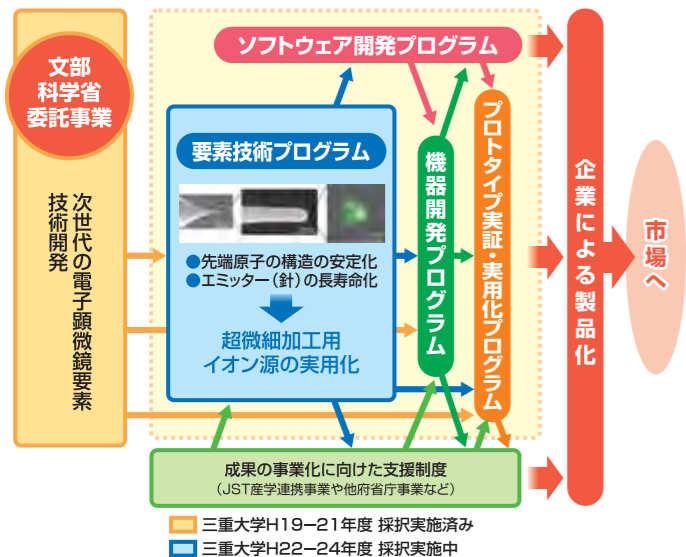 文部
科学省
委託事業
次世代の電子顕微鏡要素
技術開発
ソフトウェア開発プログラム
要素技術プログラム
●先端原子の構造の安定化
●エミッター(針)の長寿命化
超微細加工用
イオン源の実用化
機器開発プログラム
プロトタイプ実証・実用化プログラム
企業による製品化
市場へ
成果の事業化に向けた支援制度
(JST産学連携事業や他府省庁事業など)
三重大学H19−21年度 採択実施済み
三重大学H22−24年度 採択実施中